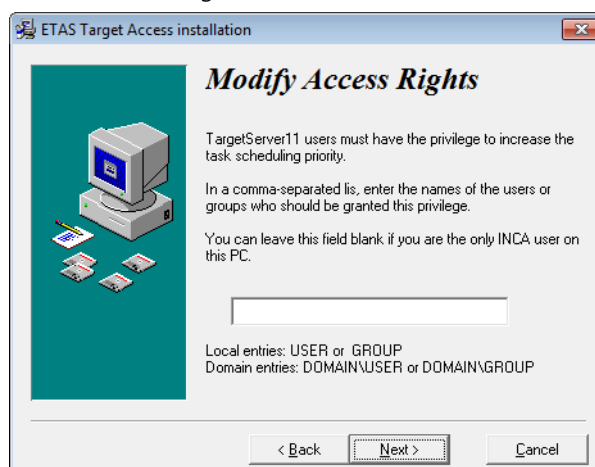 ETAS Target Access installation
Modify Access Rights
TargetServer11 users must have the privilege to increase the
task scheduling priority.
In a comma-separated lis, enter the names of the users or
groups who should be granted this privilege.
You can leave this field blank if you are the only INCA user on
this PC.
Local entries: USER or GROUP
Domain entries: DOMAIN\USER or DOMAIN\GROUP
< Back
Next >
Cancel